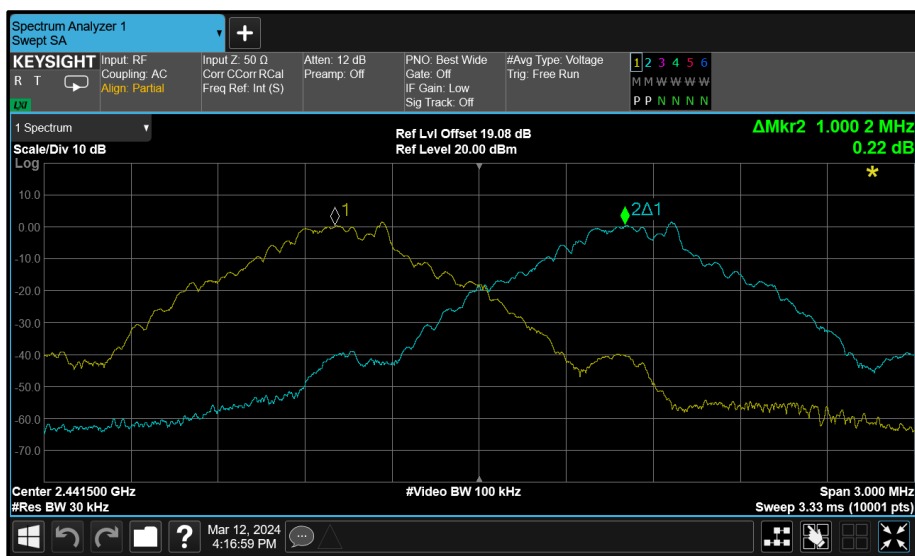 Spectrum Analyzer 1
Swept SA
▼
+
KEYSIGHT
R T
LXI
Input: RF
Coupling: AC
Align: Partial
Input Z: 50 Ω
Corr CCorr RCal
Freq Ref: Int (S)
Atten: 12 dB
Preamp: Off
PNO: Best Wide
Gate: Off
IF Gain: Low
Sig Track: Off
#Avg Type: Voltage
Trig: Free Run
1 2 3 4 5 6
M M W W W W
P P N N N N
1 Spectrum ▼
Scale/Div 10 dB
Ref Lvl Offset 19.08 dB
Ref Level 20.00 dBm
ΔMkr2 1.000 2 MHz
0.22 dB
Log
*
10.0
1
2Δ1
0.00
-10.0
-20.0
-30.0
-40.0
-50.0
-60.0
-70.0
Center 2.441500 GHz
#Video BW 100 kHz
Span 3.000 MHz
#Res BW 30 kHz
Sweep 3.33 ms (10001 pts)
?
Mar 12, 2024
4:16:59 PM